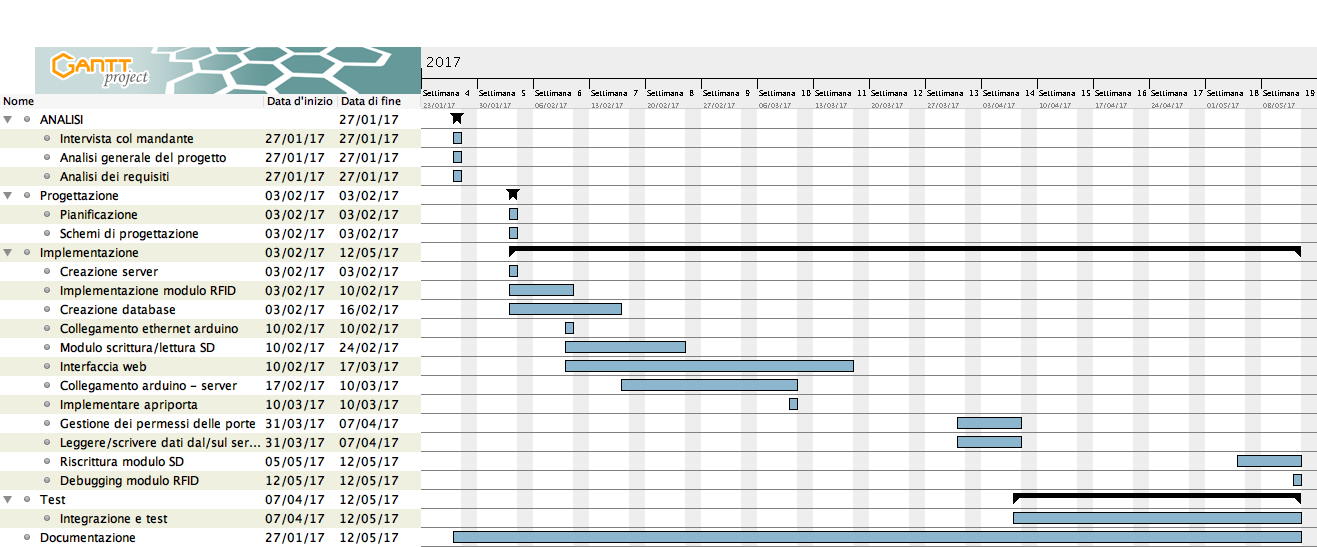 GANTT
project
2017
Settimana 4 Settimana 5 Settimana 6 Settimana 7 Settimana 8 Settimana 9 Settimana 10 Settimana 11 Settimana 12 Settimana 13 Settimana 14 Settimana 15 Settimana 16 Settimana 17 Settimana 18 Settimana 19
Nome Data d'inizio Data di fine 23/01/17 30/01/17 06/02/17 13/02/17 20/02/17 27/02/17 06/03/17 13/03/17 20/03/17 27/03/17 03/04/17 10/04/17 17/04/17 24/04/17 01/05/17 08/05/17
ANALISI 27/01/17
Intervista col mandante 27/01/17 27/01/17
Analisi generale del progetto 27/01/17 27/01/17
Analisi dei requisiti 27/01/17 27/01/17
Progettazione 03/02/17 03/02/17
Pianificazione 03/02/17 03/02/17
Schemi di progettazione 03/02/17 03/02/17
Implementazione 03/02/17 12/05/17
Creazione server 03/02/17 03/02/17
Implementazione modulo RFID 03/02/17 10/02/17
Creazione database 03/02/17 16/02/17
Collegamento ethernet arduino 10/02/17 10/02/17
Modulo scrittura/lettura SD 10/02/17 24/02/17
Interfaccia web 10/02/17 17/03/17
Collegamento arduino - server 17/02/17 10/03/17
Implementare apriporta 10/03/17 10/03/17
Gestione dei permessi delle porte 31/03/17 07/04/17
Leggere/scrivere dati dal/sul ser... 31/03/17 07/04/17
Riscrittura modulo SD 05/05/17 12/05/17
Debugging modulo RFID 12/05/17 12/05/17
Test 07/04/17 12/05/17
Integrazione e test 07/04/17 12/05/17
Documentazione 27/01/17 12/05/17